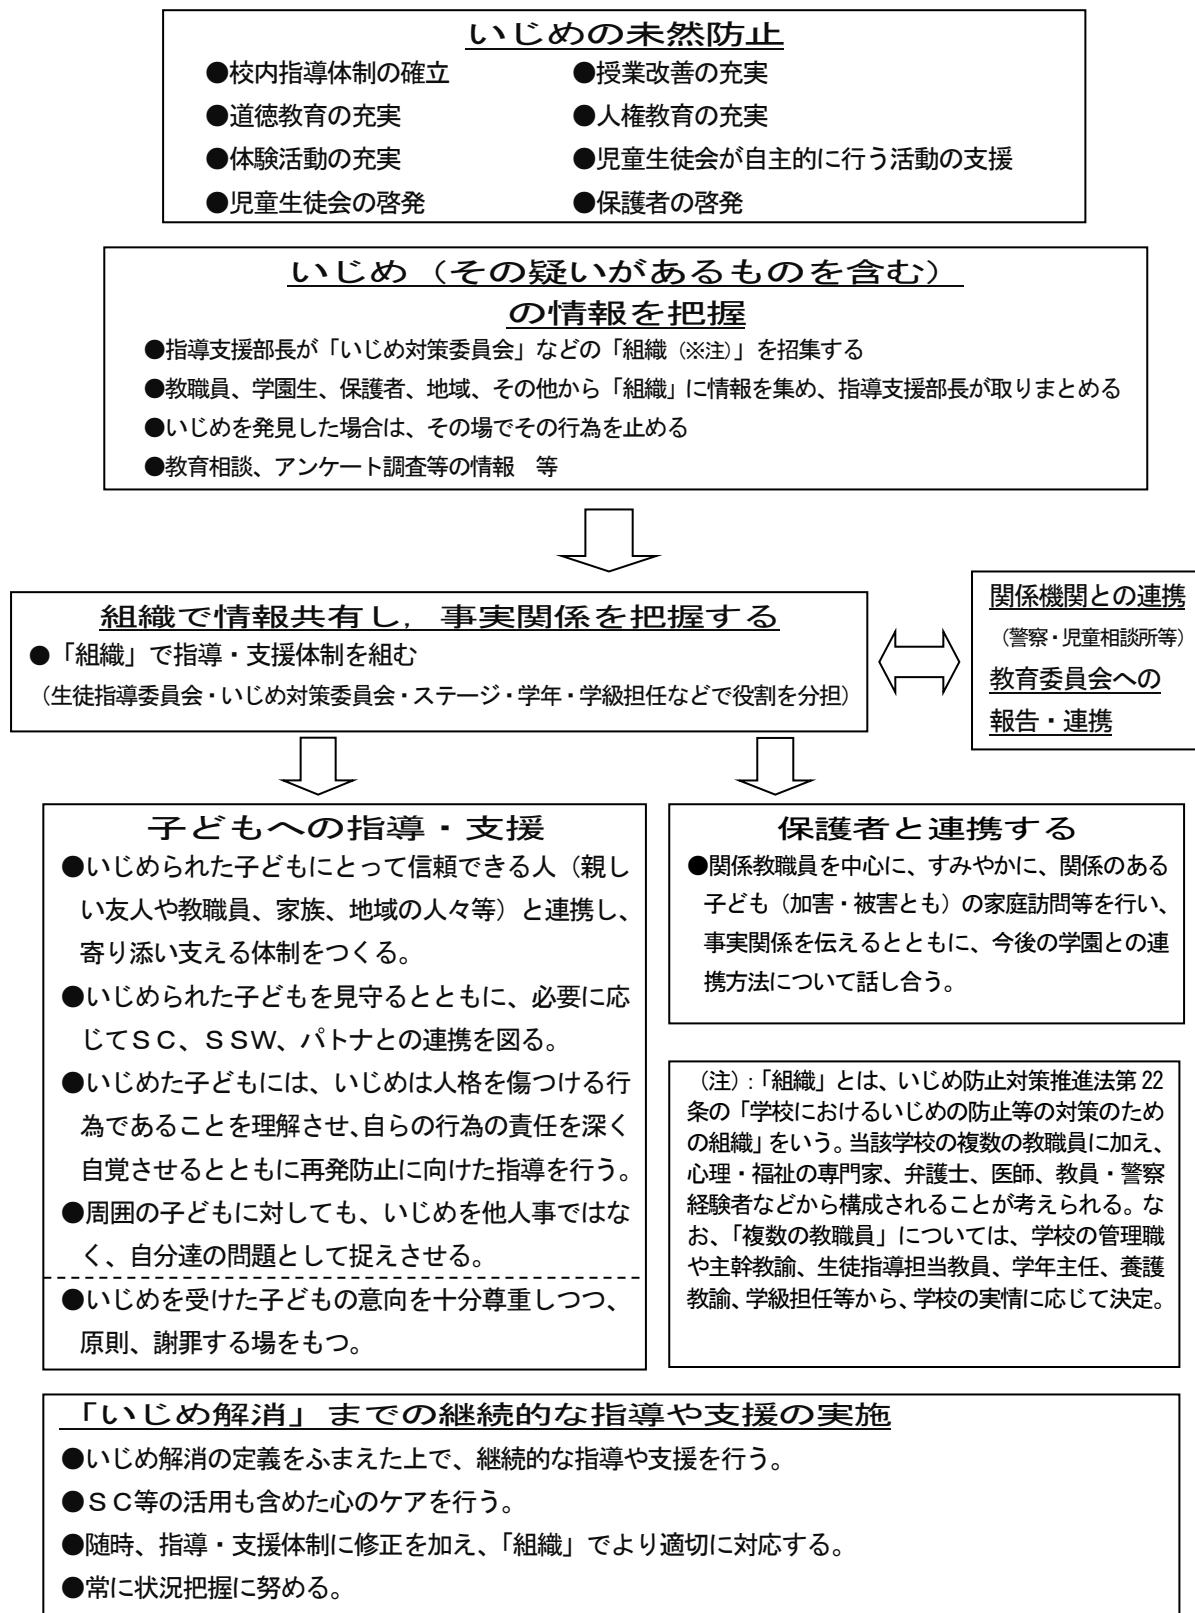 いじめの未然防止
●校内指導体制の確立 ●授業改善の充実
●道徳教育の充実 ●人権教育の充実
●体験活動の充実 ●児童生徒会が自主的に行う活動の支援
●児童生徒会の啓発 ●保護者の啓発
いじめ（その疑いがあるものを含む）
の情報を把握
●指導支援部長が「いじめ対策委員会」などの「組織（※注）」を招集する
●教職員、学園生、保護者、地域、その他から「組織」に情報を集め、指導支援部長が取りまとめる
●いじめを発見した場合は、その場でその行為を止める
●教育相談、アンケート調査等の情報　等
組織で情報共有し，事実関係を把握する
●「組織」で指導・支援体制を組む
（生徒指導委員会・いじめ対策委員会・ステージ・学年・学級担任などで役割を分担）
関係機関との連携
（警察・児童相談所等）
教育委員会への
報告・連携
子どもへの指導・支援
●いじめられた子どもにとって信頼できる人（親し
い友人や教職員、家族、地域の人々等）と連携し、
寄り添い支える体制をつくる。
●いじめられた子どもを見守るとともに、必要に応
じてＳＣ、ＳＳＷ、パトナとの連携を図る。
●いじめた子どもには、いじめは人格を傷つける行
為であることを理解させ、自らの行為の責任を深く
自覚させるとともに再発防止に向けた指導を行う。
●周囲の子どもに対しても、いじめを他人事ではな
く、自分達の問題として捉えさせる。
●いじめを受けた子どもの意向を十分尊重しつつ、
原則、謝罪する場をもつ。
保護者と連携する
●関係教職員を中心に、すみやかに、関係のある
子ども（加害・被害とも）の家庭訪問等を行い、
事実関係を伝えるとともに、今後の学園との連
携方法について話し合う。
（注）：「組織」とは、いじめ防止対策推進法第 22
条の「学校におけるいじめの防止等の対策のため
の組織」をいう。当該学校の複数の教職員に加え、
心理・福祉の専門家、弁護士、医師、教員・警察
経験者などから構成されることが考えられる。な
お、「複数の教職員」については、学校の管理職
や主幹教諭、生徒指導担当教員、学年主任、養護
教諭、学級担任等から、学校の実情に応じて決定。
「いじめ解消」までの継続的な指導や支援の実施
●いじめ解消の定義をふまえた上で、継続的な指導や支援を行う。
●ＳＣ等の活用も含めた心のケアを行う。
●随時、指導・支援体制に修正を加え、「組織」でより適切に対応する。
●常に状況把握に努める。